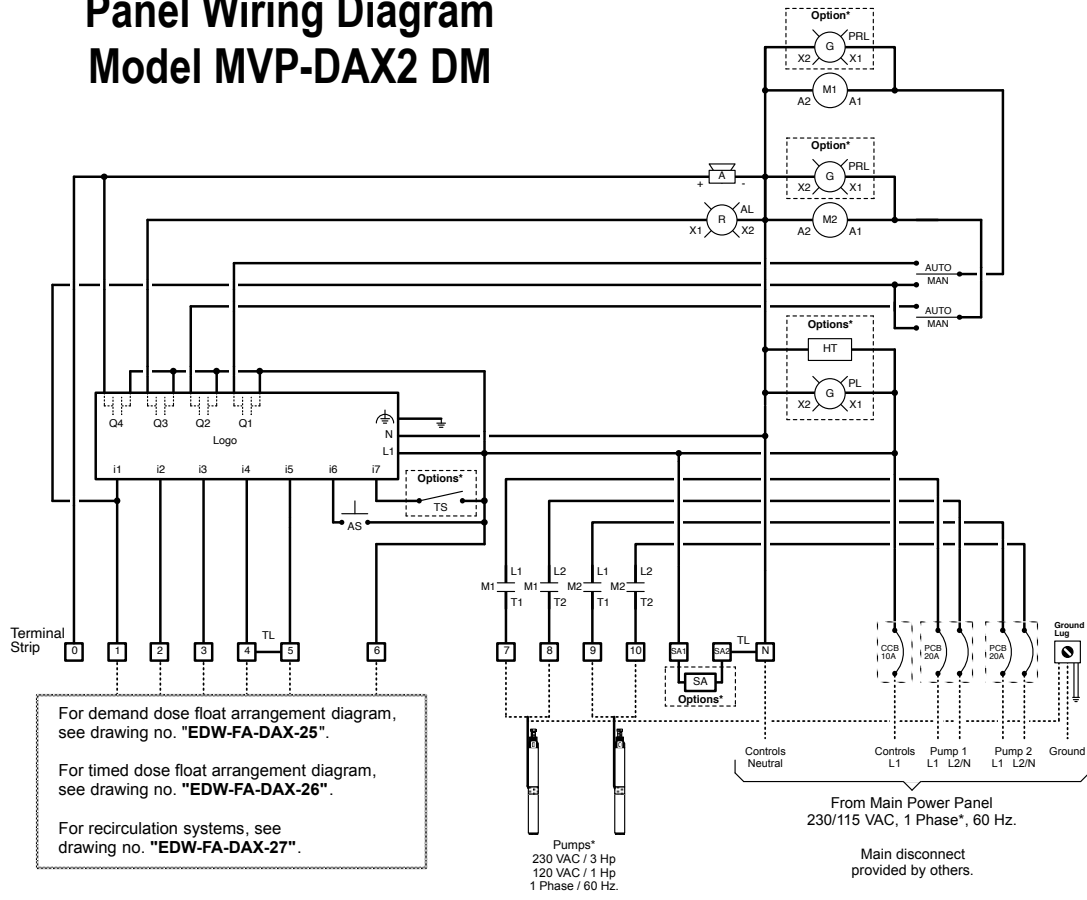 Panel Wiring Diagram
Model MVP-DAX2 DM
Option*
G
PRL
X2
X1
M1
A2
A1
Option*
A
+
-
G
PRL
X2
X1
R
AL
X1
X2
M2
A2
A1
AUTO
MAN
AUTO
MAN
Options*
HT
G
PL
X2
X1
Q4
Q3
Q2
Q1
Logo
N
L1
i1
i2
i3
i4
i5
i6
i7
Options*
TS
AS
L1
L2
L1
L2
M1
M1
M2
M2
T1
T2
T1
T2
Terminal
Strip
0
1
2
3
4
TL
5
6
7
8
9
10
SA1
SA2
TL
N
SA
Options*
CCB
10A
PCB
20A
PCB
20A
Ground
Lug
For demand dose float arrangement diagram,
see drawing no. "EDW-FA-DAX-25".
For timed dose float arrangement diagram,
see drawing no. "EDW-FA-DAX-26".
For recirculation systems, see
drawing no. "EDW-FA-DAX-27".
Pumps*
230 VAC / 3 Hp
120 VAC / 1 Hp
1 Phase / 60 Hz.
Controls
Neutral
Controls
L1
Pump 1
L1 L2/N
Pump 2
L1 L2/N
Ground
From Main Power Panel
230/115 VAC, 1 Phase*, 60 Hz.
Main disconnect
provided by others.